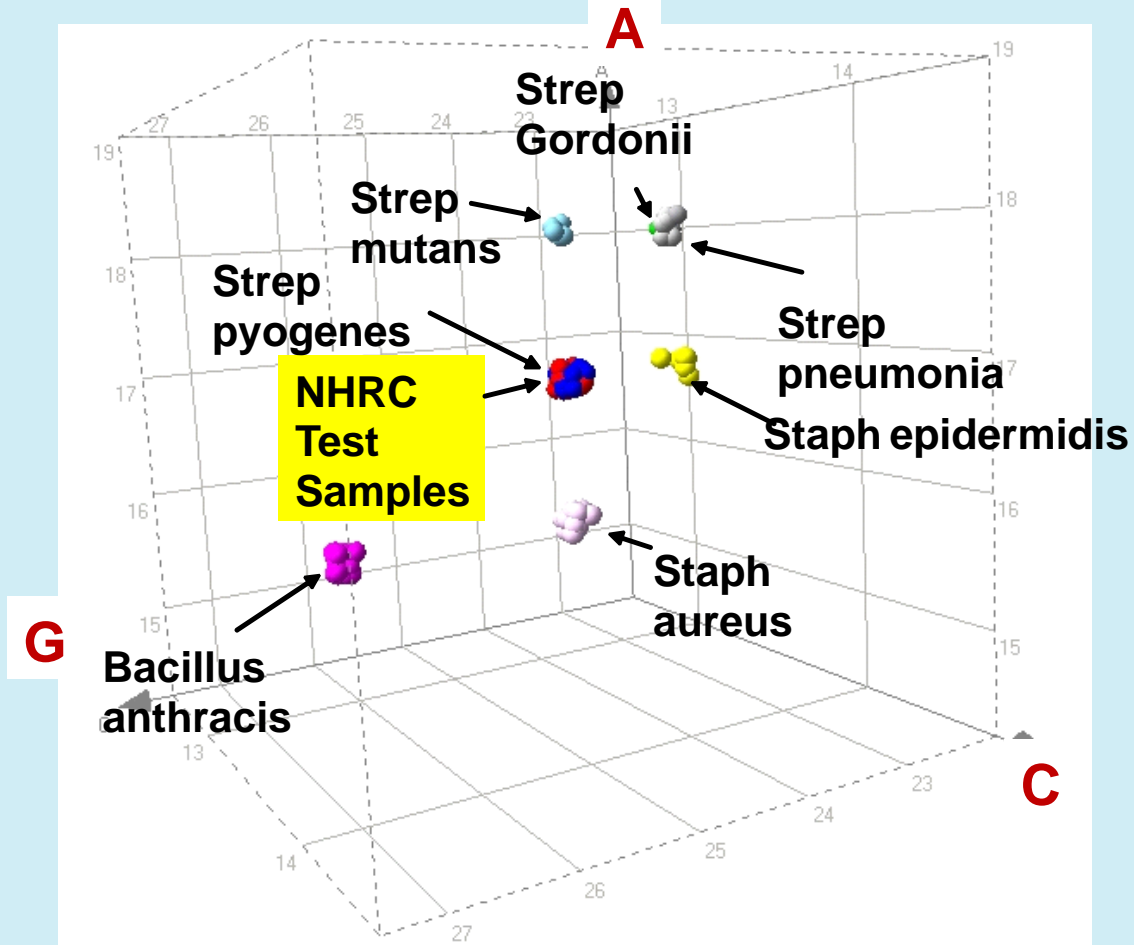 A
A
19
14
Strep
Gordonii
13
27
26
25
24
23
19
18
Strep
mutans
18
Strep
pyogenes
Strep
pneumonia
17
17
NHRC
Test
Samples
Staph epidermidis
16
16
Staph
aureus
15
15
G
Bacillus
anthracis
G
13
C
23
24
25
14
26
27